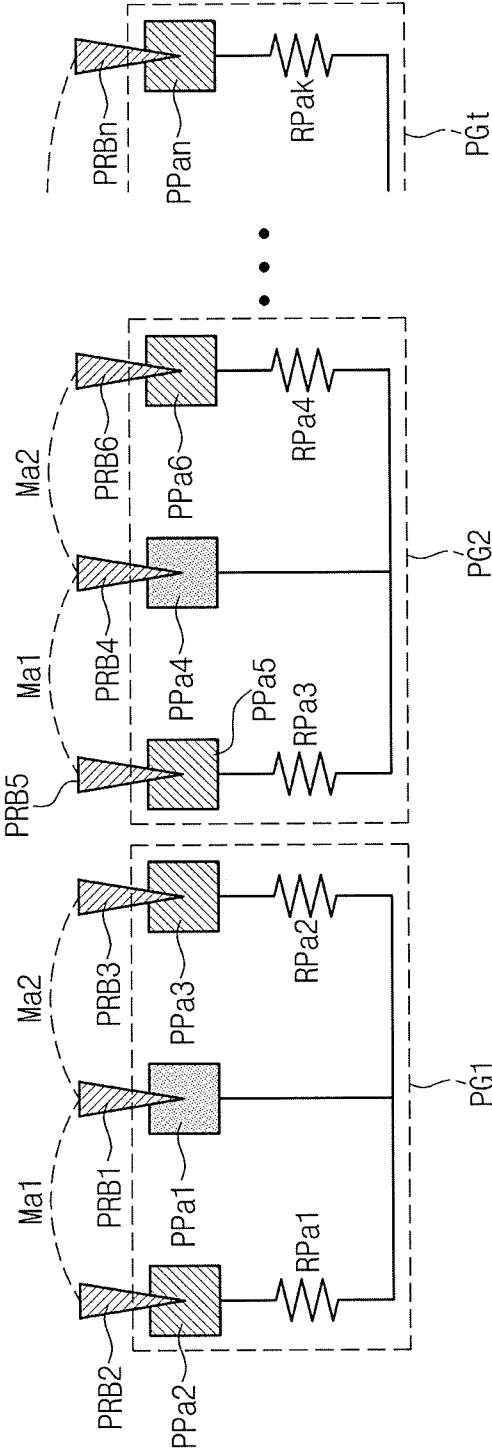 Ma1
Ma2
Ma1
Ma2
PRB2
PRB1
PRB3
PRB5
PRB4
PRB6
PRBn
PPa2
PPa1
PPa3
PPa5
PPa4
PPa6
PPan
RPa1
RPa2
RPa3
RPa4
RPak
PG1
PG2
PGt